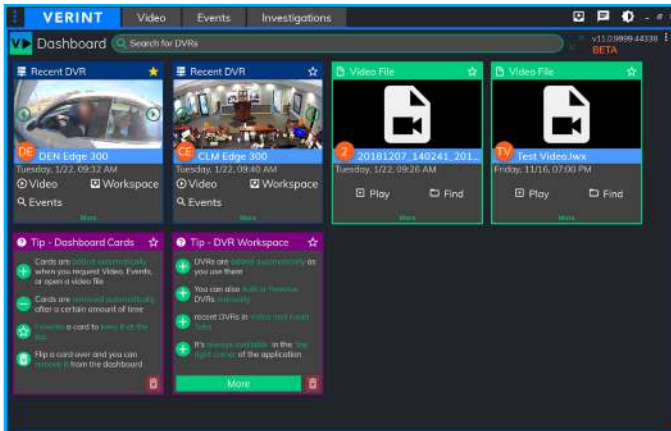 VERINT Video Events Investigations
Dashboard Search for DVRs
v11.0.9999.44338
BETA
Recent DVR
DE DEN Edge 300
Tuesday, 1/22, 09:32 AM
Video Workspace
Events
More
Recent DVR
CE CLM Edge 300
Tuesday, 1/22, 09:40 AM
Video Workspace
Events
More
Video File
2 20181207_140241_201...
Tuesday, 1/22, 09:26 AM
Play Find
More
Video File
TV Test Video.lwx
Friday, 11/16, 07:00 PM
Play Find
More
Tip - Dashboard Cards
Cards are added automatically
when you request Video, Events,
or open a video file
Cards are removed automatically
after a certain amount of time
Favorite a card to keep it at the
top
Flip a card over and you can
remove it from the dashboard
Tip - DVR Workspace
DVRs are added automatically as
you use them
You can also Add or Remove
DVRs manually
recent DVRs in Video and Event
Tabs
It's always available in the top
right corner of the application
More